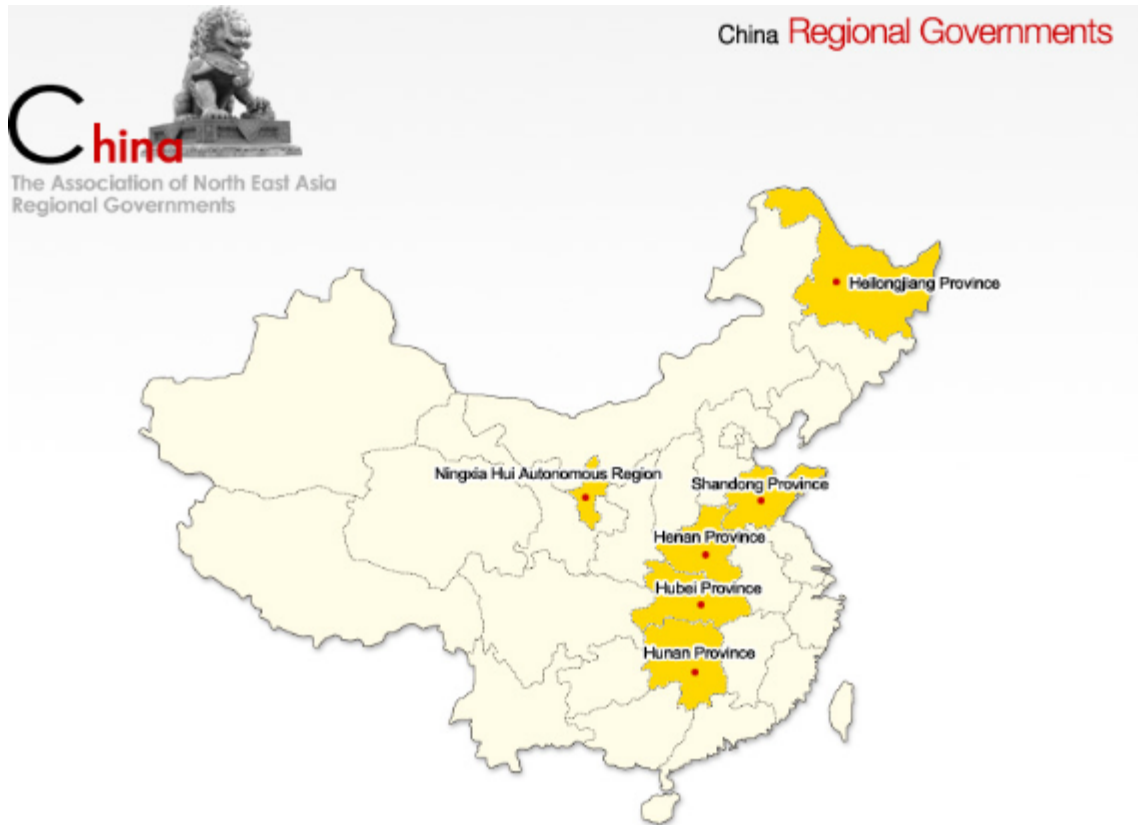 China Regional Governments
China
The Association of North East Asia
Regional Governments
Heilongjiang Province
Ningxia Hui Autonomous Region
Shandong Province
Henan Province
Hubei Province
Hunan Province